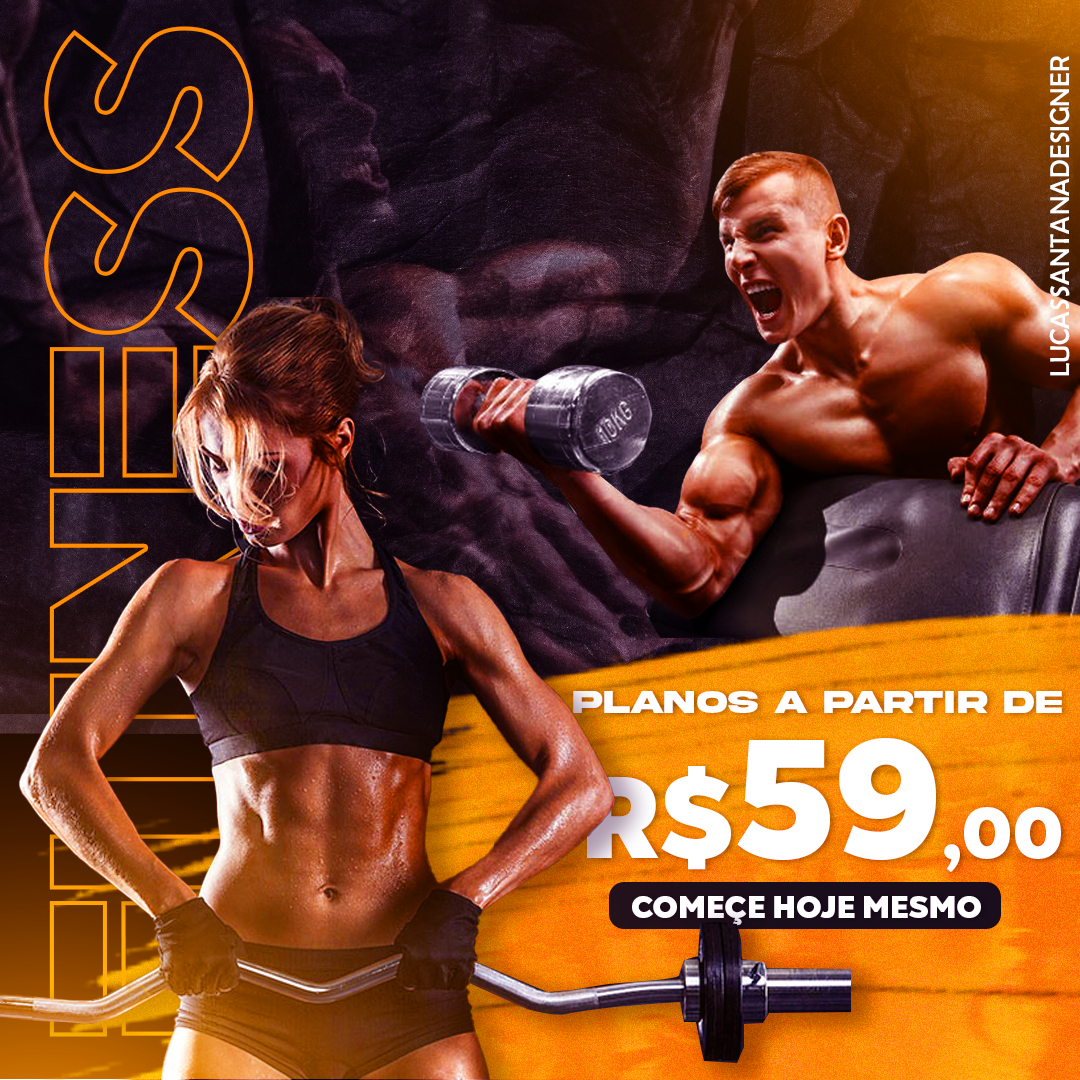 FITNESS
LUCASSANTANADESIGNER
10KG
PLANOS A PARTIR DE
R$59,00
COMEÇE HOJE MESMO